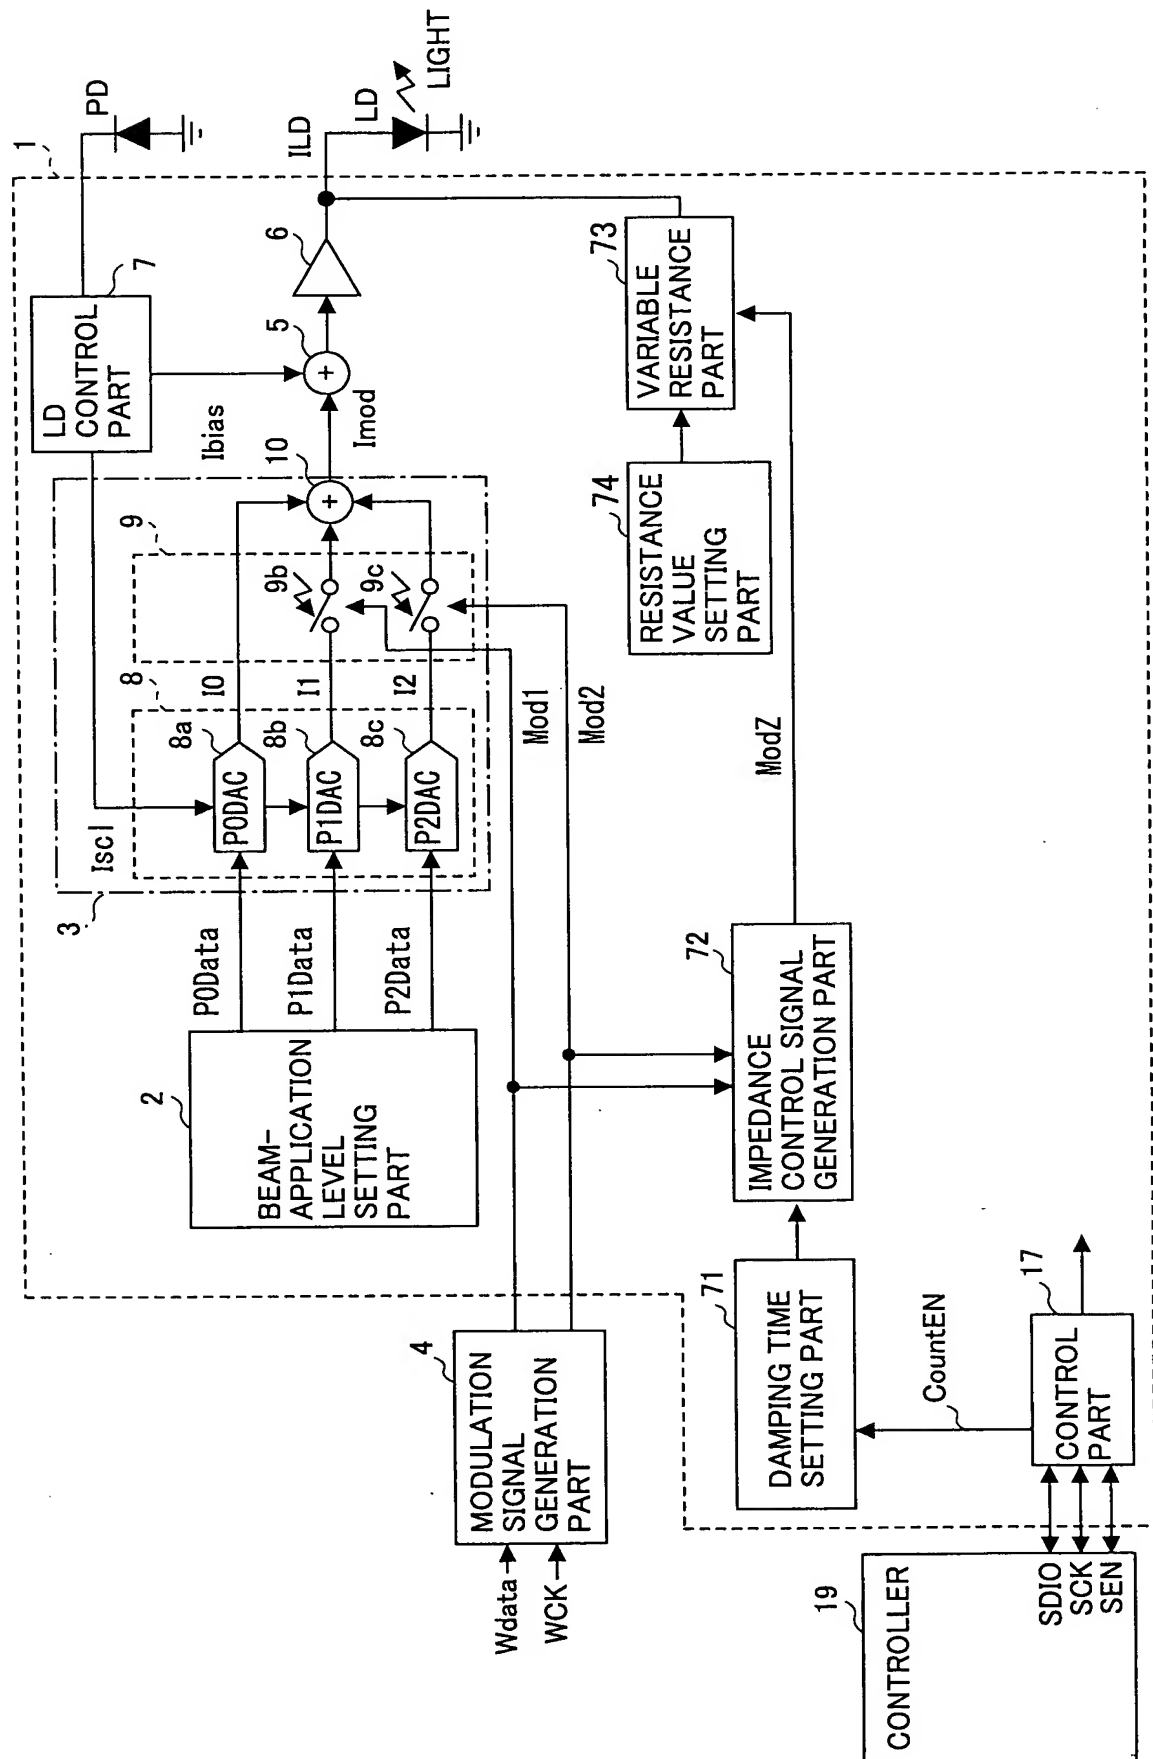 1
PD
7
LD
CONTROL
PART
Ibias
Iscl
3
8
9
10
5
6
ILD
LD
LIGHT
Imod
8a
P0DAC
I0
8b
P1DAC
I1
9b
8c
P2DAC
I2
9c
P0Data
P1Data
P2Data
2
BEAM-
APPLICATION
LEVEL
SETTING
PART
Mod1
Mod2
4
MODULATION
SIGNAL
GENERATION
PART
Wdata
WCK
73
VARIABLE
RESISTANCE
PART
74
RESISTANCE
VALUE
SETTING
PART
ModZ
72
IMPEDANCE
CONTROL SIGNAL
GENERATION PART
71
DAMPING TIME
SETTING PART
CountEN
17
CONTROL
PART
19
CONTROLLER
SDIO
SCK
SEN
+
+